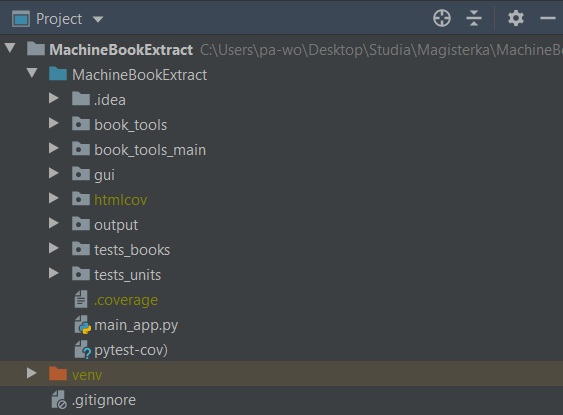 Project
MachineBookExtract C:\Users\pa-wo\Desktop\Studia\Magisterka\MachineBo
MachineBookExtract
.idea
book_tools
book_tools_main
gui
htmlcov
output
tests_books
tests_units
.coverage
main_app.py
pytest-cov)
venv
.gitignore